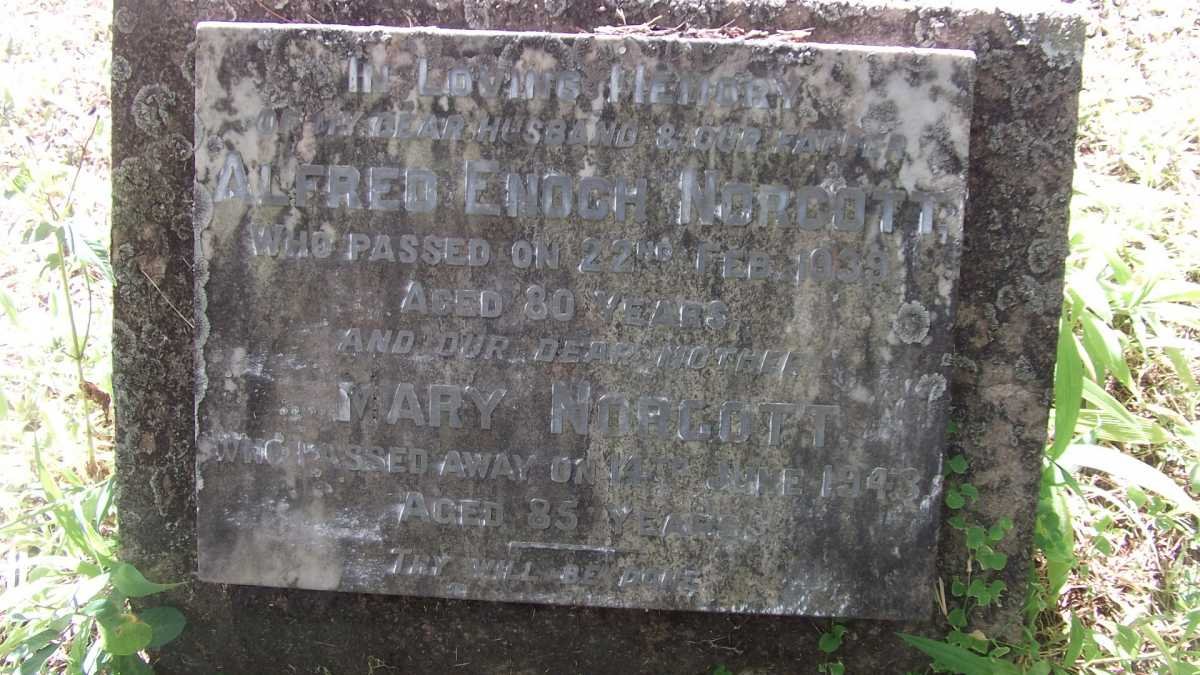 In Loving Memory
of my dear husband & our father
Alfred Enoch Norcott,
who passed on 22nd Feb. 1939
Aged 80 years
and our dear mother
Mary Norcott
who passed away on 14th June 1943
Aged 85 years.
Thy will be done